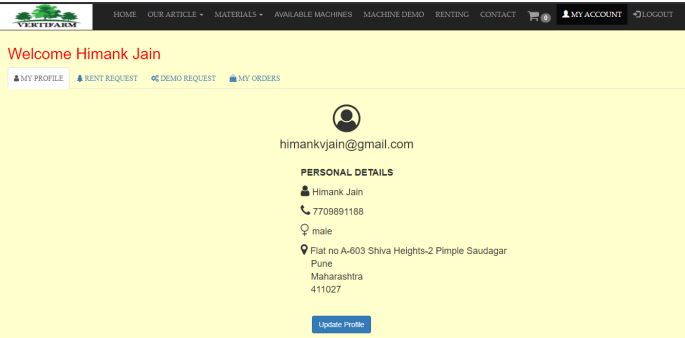 VERTIFARM
HOME OUR ARTICLE MATERIALS AVAILABLE MACHINES MACHINE DEMO RENTING CONTACT 0 MY ACCOUNT LOGOUT
Welcome Himank Jain
MY PROFILE RENT REQUEST DEMO REQUEST MY ORDERS
himankvjain@gmail.com
PERSONAL DETAILS
Himank Jain
7709891188
male
Flat no A-603 Shiva Heights-2 Pimple Saudagar
Pune
Maharashtra
411027
Update Profile